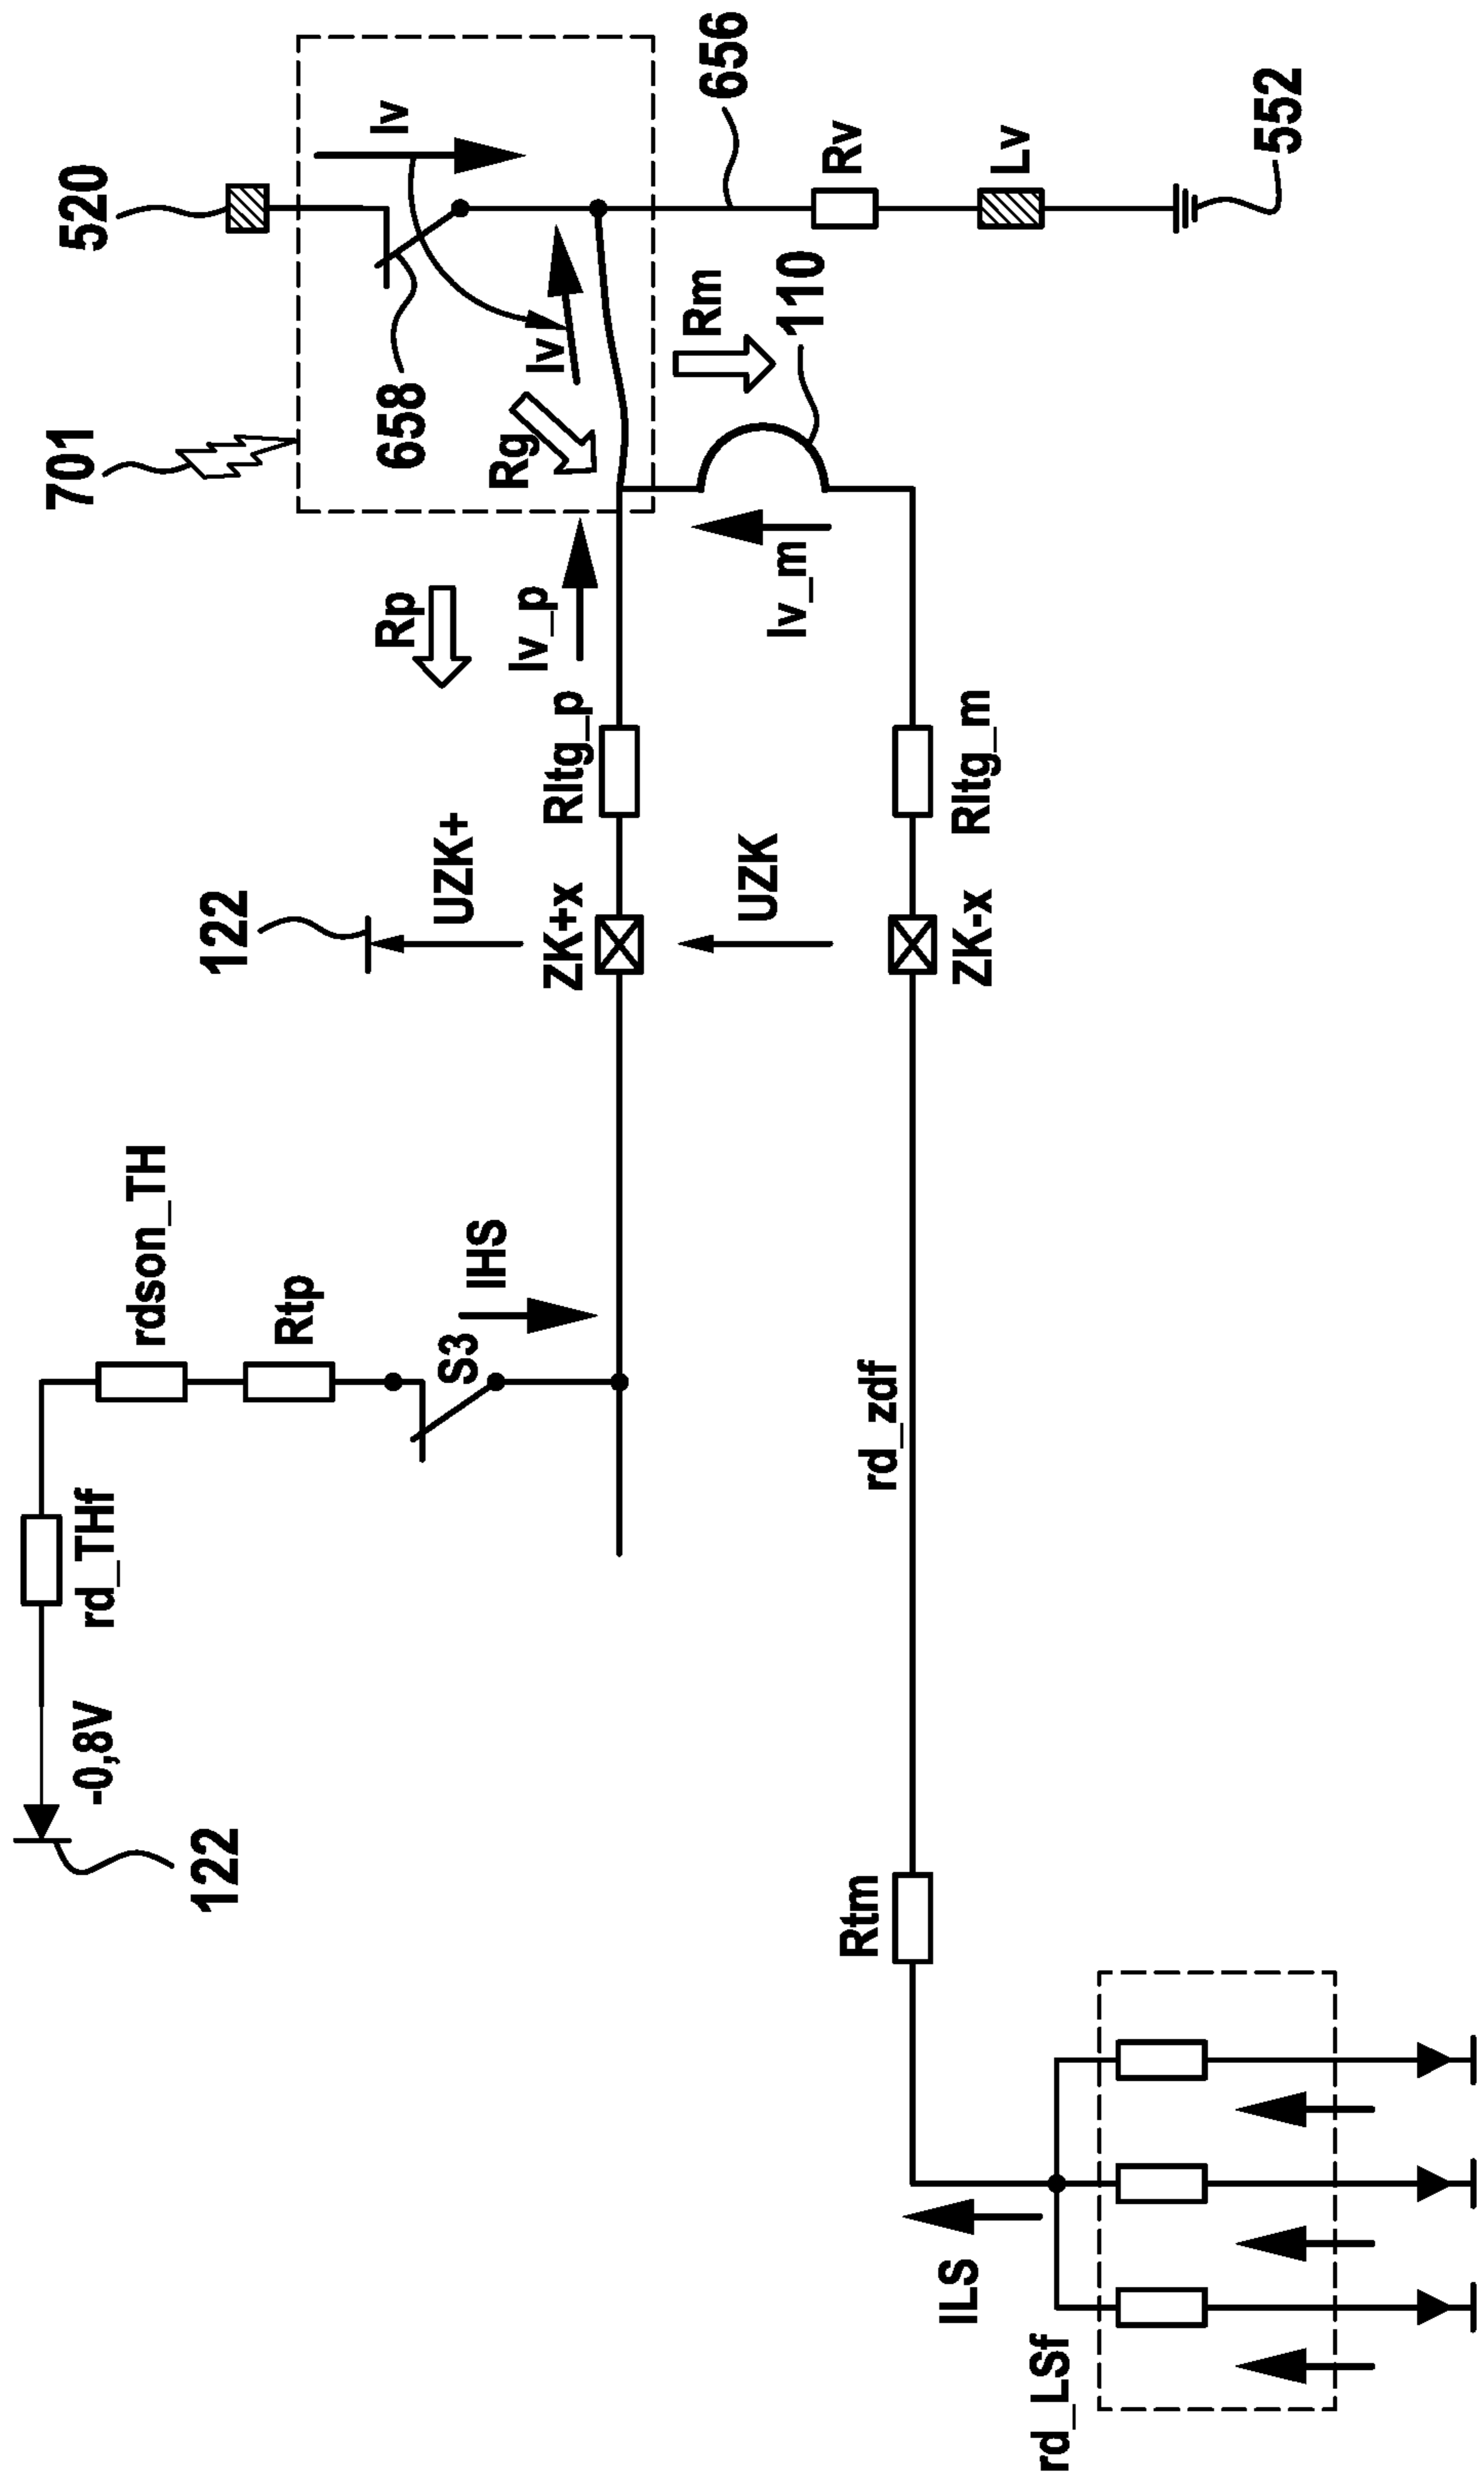 122
-0,8V
rd_THf
rdson_TH
Rtp
S3
IHS
122
UZK+
ZK+x
UZK
ZK-x
Rltg_p
Rltg_m
Rp
Iv_p
Iv_m
701
520
658
Iv
Iv
Rg
Rm
110
656
Rv
Lv
552
rd_zdf
Rtm
ILS
rd_LSf